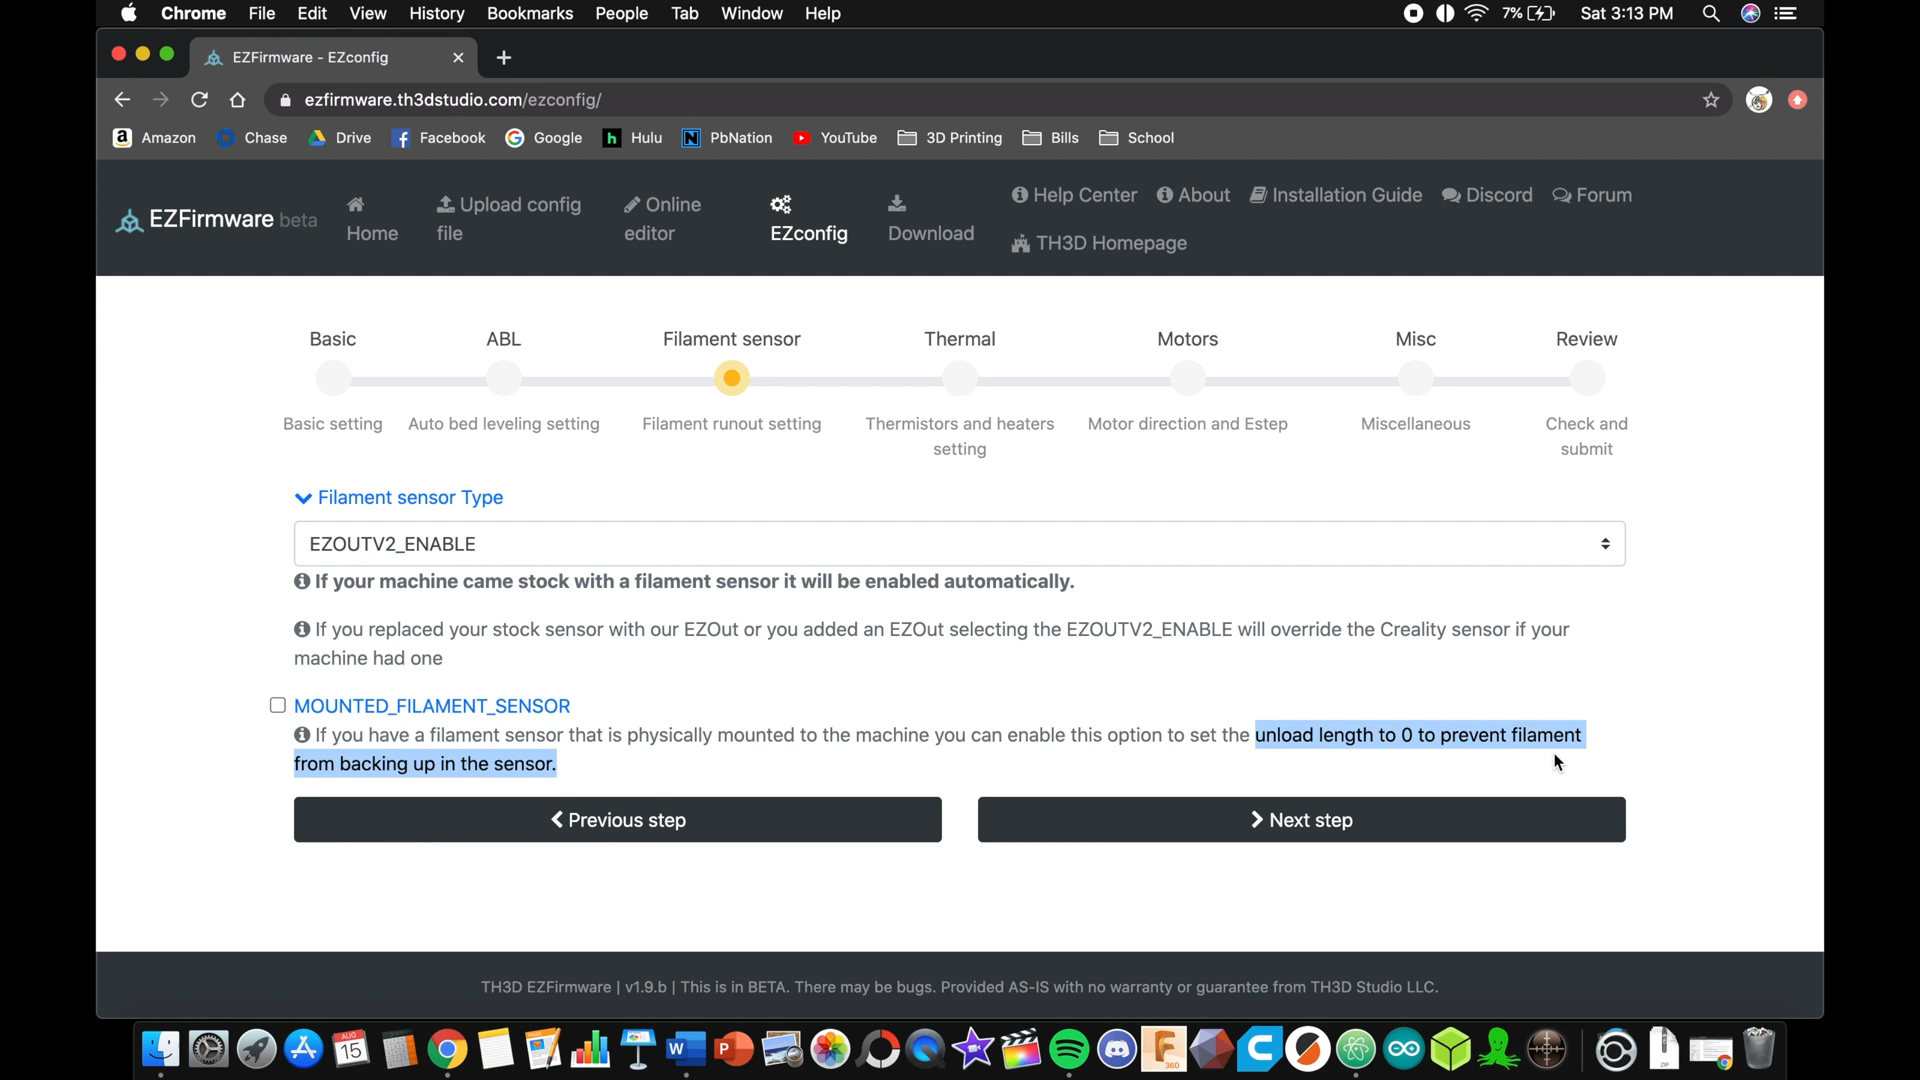 Chrome File Edit View History Bookmarks People Tab Window Help 7% Sat 3:13 PM
EZFirmware - EZconfig
ezfirmware.th3dstudio.com/ezconfig/
Amazon Chase Drive Facebook Google Hulu PbNation YouTube 3D Printing Bills School
EZFirmware beta
Home
Upload config file
Online editor
EZconfig
Download
Help Center About Installation Guide Discord Forum
TH3D Homepage
Basic ABL Filament sensor Thermal Motors Misc Review
Basic setting Auto bed leveling setting Filament runout setting Thermistors and heaters Motor direction and Estep Miscellaneous Check and
setting submit
Filament sensor Type
EZOUTV2_ENABLE
If your machine came stock with a filament sensor it will be enabled automatically.
If you replaced your stock sensor with our EZOut or you added an EZOut selecting the EZOUTV2_ENABLE will override the Creality sensor if your
machine had one
MOUNTED_FILAMENT_SENSOR
If you have a filament sensor that is physically mounted to the machine you can enable this option to set the unload length to 0 to prevent filament
from backing up in the sensor.
Previous step Next step
TH3D EZFirmware | v1.9.b | This is in BETA. There may be bugs. Provided AS-IS with no warranty or guarantee from TH3D Studio LLC.
AUG
15
W
P
F
360
C
ZIP